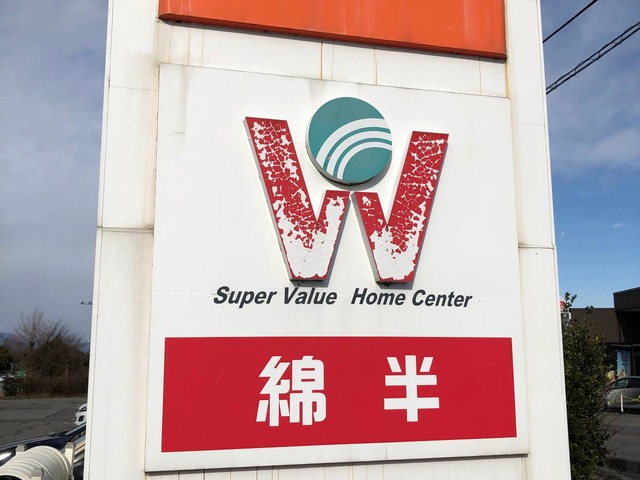 W
Super Value Home Center
綿半